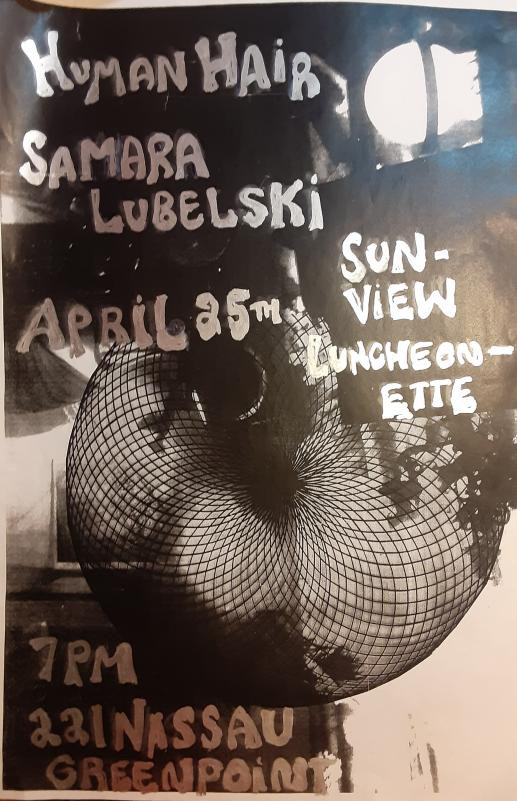 HUMAN HAiR
SAMARA
LUBELSKi
APRiL 25TH
SUN-
ViEW
LUNCHEON-
ETTE
7PM
221 NASSAU
GREENPOiNT